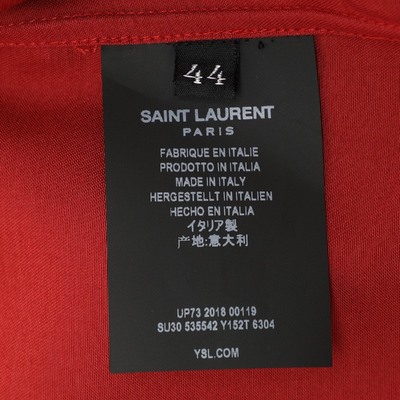 44
SAINT LAURENT
PARIS
FABRIQUE EN ITALIE
PRODOTTO IN ITALIA
MADE IN ITALY
HERGESTELLT IN ITALIEN
HECHO EN ITALIA
イタリア製
产地:意大利
UP73 2018 00119
SU30 535542 Y152T 6304
YSL.COM